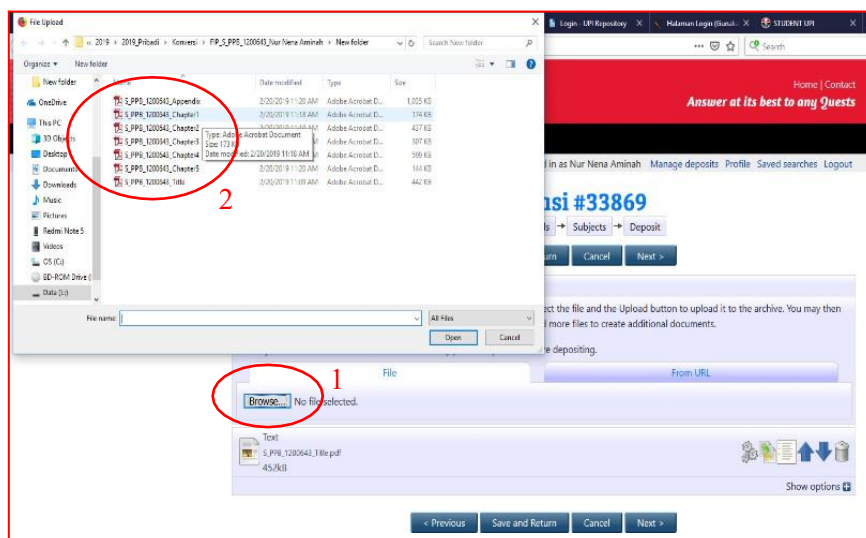 File Upload
« 2019 › 2019_Pribadi › Konversi › FIP_S_PPB_1200643_Nur Nena Aminah › New folder
Search New folder
Organize
New folder
Name
Date modified
Type
Size
New folder
OneDrive
This PC
3D Objects
Desktop
Documents
Downloads
Music
Pictures
Redmi Note 5
Videos
OS (C:)
BD-ROM Drive (
Data (L:)
S_PPB_1200643_Appendix 2/20/2019 11:20 AM Adobe Acrobat D...
S_PPB_1200643_Chapter1 2/20/2019 11:18 AM Adobe Acrobat D... 174 KB
S_PPB_1200643_Chapter2 Adobe Acrobat D... 437 KB
S_PPB_1200643_Chapter3 Adobe Acrobat D... 307 KB
S_PPB_1200643_Chapter4 Adobe Acrobat D... 599 KB
S_PPB_1200643_Chapter5 2/20/2019 11:20 AM Adobe Acrobat D... 144 KB
S_PPB_1200643_Title 2/20/2019 11:09 AM Adobe Acrobat D... 442 KB
Type: Adobe Acrobat Document
Size: 173 KB
Date modified: 2/20/2019 11:18 AM
2
File name:
All Files
Open
Cancel
Login - UPI Repository
Halaman Login
STUDENT UPI
Search
Home | Contact
Answer at its best to any Quests
in as Nur Nena Aminah Manage deposits Profile Saved searches Logout
nsi #33869
Subjects → Deposit
urn
Cancel
Next >
ect the file and the Upload button to upload it to the archive. You may then
more files to create additional documents.
re depositing.
File
From URL
1
Browse... No file selected.
Text
S_PPB_1200643_Title.pdf
452kB
Show options
< Previous
Save and Return
Cancel
Next >